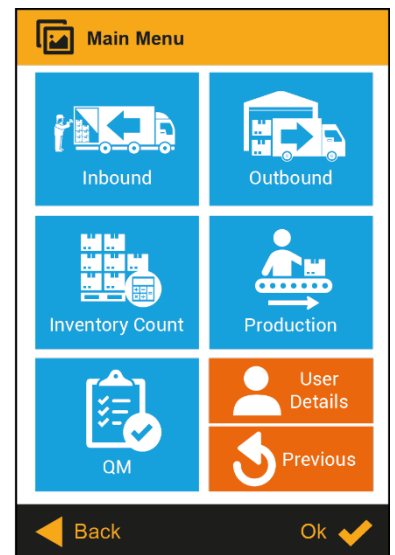 Main Menu
Inbound
Outbound
Inventory Count
Production
QM
User
Details
Previous
Back
Ok